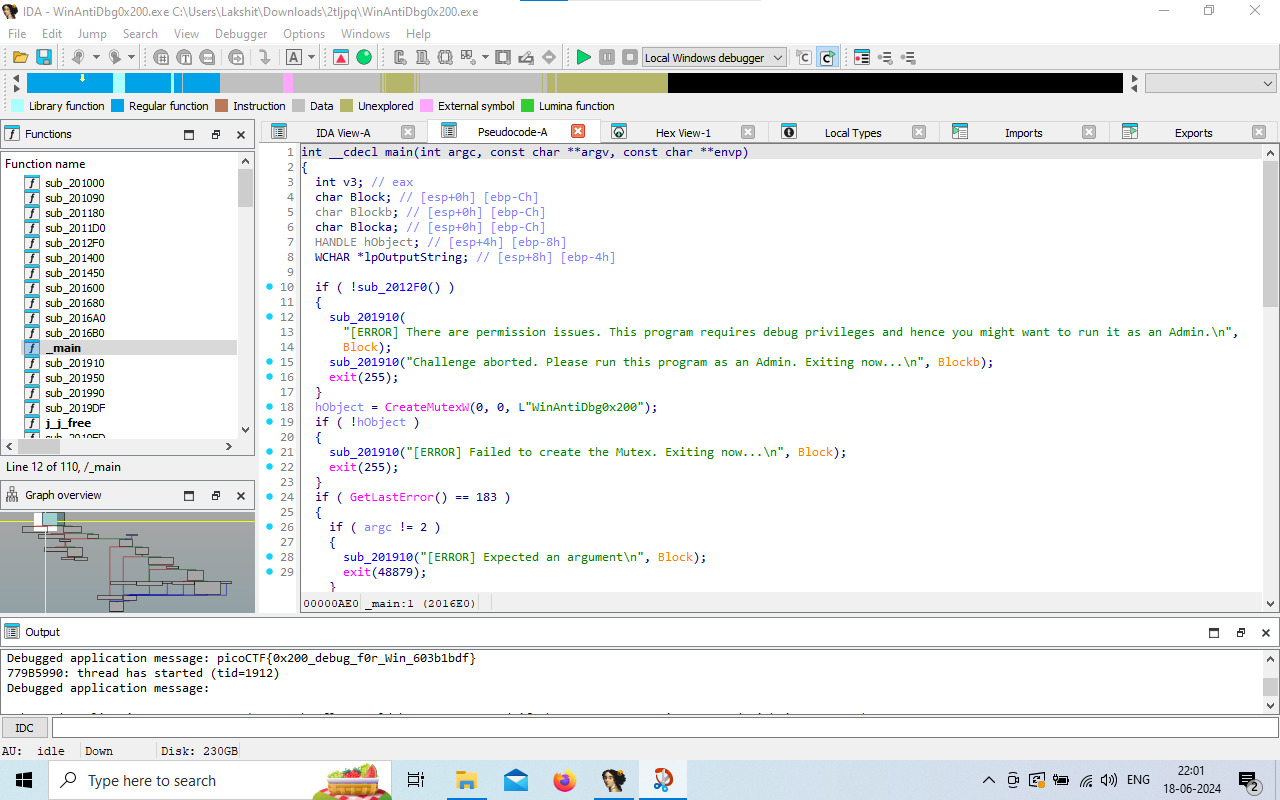 IDA - WinAntiDbg0x200.exe C:\Users\Lakshit\Downloads\2tljpq\WinAntiDbg0x200.exe
File Edit Jump Search View Debugger Options Windows Help
Local Windows debugger
Library function Regular function Instruction Data Unexplored External symbol Lumina function
Functions
IDA View-A Pseudocode-A Hex View-1 Local Types Imports Exports
Function name
sub_201000
sub_201090
sub_201180
sub_2011D0
sub_2012F0
sub_201400
sub_201450
sub_201600
sub_201680
sub_2016A0
sub_2016B0
_main
sub_201910
sub_201950
sub_201990
sub_2019DF
j_j_free
Line 12 of 110, /_main
Graph overview
1 int __cdecl main(int argc, const char **argv, const char **envp)
2 {
3 int v3; // eax
4 char Block; // [esp+0h] [ebp-Ch]
5 char Blockb; // [esp+0h] [ebp-Ch]
6 char Blocka; // [esp+0h] [ebp-Ch]
7 HANDLE hObject; // [esp+4h] [ebp-8h]
8 WCHAR *lpOutputString; // [esp+8h] [ebp-4h]
9
10 if ( !sub_2012F0() )
11 {
12 sub_201910(
13 "[ERROR] There are permission issues. This program requires debug privileges and hence you might want to run it as an Admin.\n",
14 Block);
15 sub_201910("Challenge aborted. Please run this program as an Admin. Exiting now...\n", Blockb);
16 exit(255);
17 }
18 hObject = CreateMutexW(0, 0, L"WinAntiDbg0x200");
19 if ( !hObject )
20 {
21 sub_201910("[ERROR] Failed to create the Mutex. Exiting now...\n", Block);
22 exit(255);
23 }
24 if ( GetLastError() == 183 )
25 {
26 if ( argc != 2 )
27 {
28 sub_201910("[ERROR] Expected an argument\n", Block);
29 exit(48879);
}
00000AE0 _main:1 (2016E0)
Output
Debugged application message: picoCTF{0x200_debug_f0r_Win_603b1bdf}
779B5990: thread has started (tid=1912)
Debugged application message:
IDC
AU: idle Down Disk: 230GB
Type here to search
ENG
22:01
18-06-2024
2